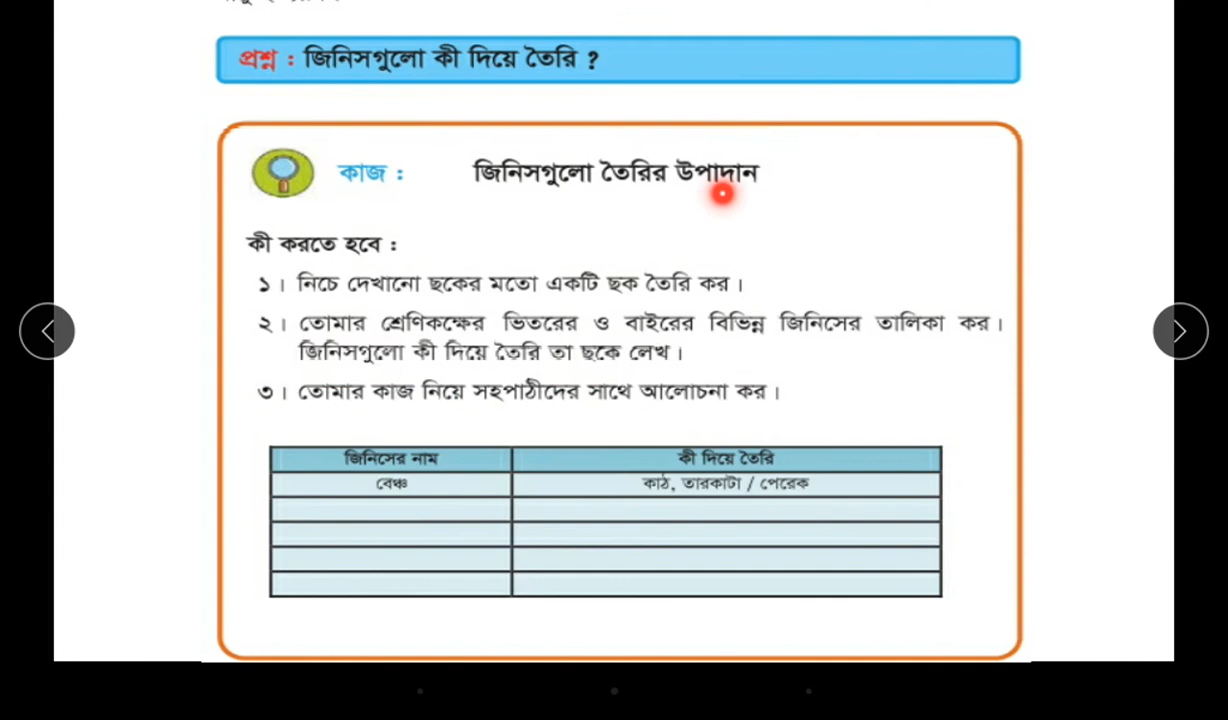 প্রশ্ন : জিনিসগুলো কী দিয়ে তৈরি ?
কাজ : জিনিসগুলো তৈরির উপাদান
কী করতে হবে :
১। নিচে দেখানো ছকের মতো একটি ছক তৈরি কর।
২। তোমার শ্রেণিকক্ষের ভিতরের ও বাইরের বিভিন্ন জিনিসের তালিকা কর।
জিনিসগুলো কী দিয়ে তৈরি তা ছকে লেখ।
৩। তোমার কাজ নিয়ে সহপাঠীদের সাথে আলোচনা কর।
জিনিসের নাম কী দিয়ে তৈরি
বেঞ্চ কাঠ, তারকাটা / পেরেক